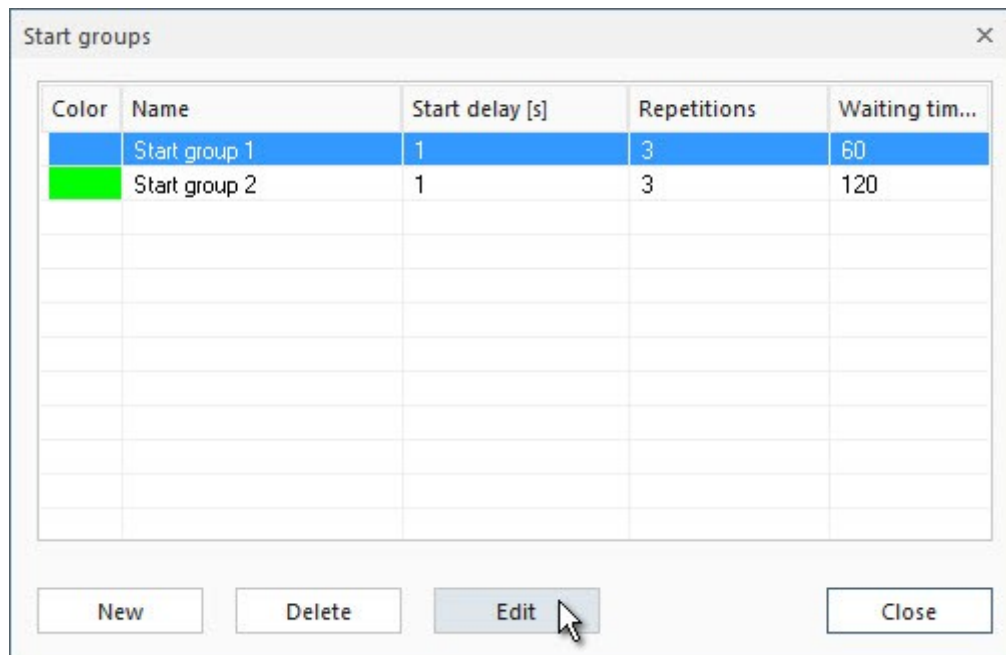 Start groups
Color Name Start delay [s] Repetitions Waiting tim...
Start group 1 1 3 60
Start group 2 1 3 120
New Delete Edit Close